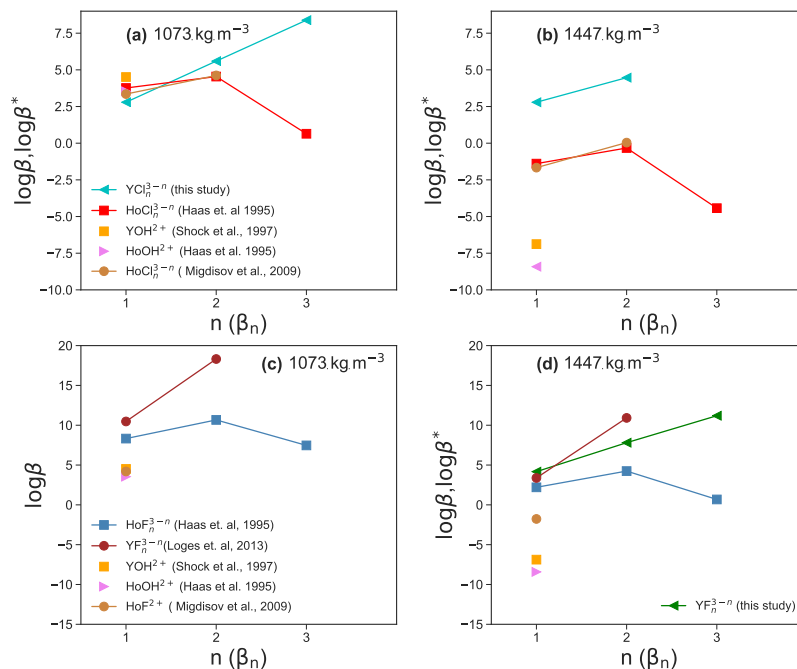 (a) 1073.kg.m⁻³
logβ,logβ*
7.5
5.0
2.5
0.0
−2.5
−5.0
−7.5
−10.0
YClₙ³⁻ⁿ (this study)
HoClₙ³⁻ⁿ (Haas et. al 1995)
YOH²⁺ (Shock et al., 1997)
HoOH²⁺ (Haas et al. 1995)
HoClₙ³⁻ⁿ ( Migdisov et al., 2009)
1 2 3
n (βₙ)
(b) 1447.kg.m⁻³
logβ,logβ*
7.5
5.0
2.5
0.0
−2.5
−5.0
−7.5
−10.0
1 2 3
n (βₙ)
(c) 1073.kg.m⁻³
logβ
20
15
10
5
0
−5
−10
−15
HoFₙ³⁻ⁿ (Haas et. al, 1995)
YFₙ³⁻ⁿ(Loges et. al, 2013)
YOH²⁺ (Shock et al., 1997)
HoOH²⁺ (Haas et al. 1995)
HoF²⁺ ( Migdisov et al., 2009)
1 2 3
n (βₙ)
(d) 1447.kg.m⁻³
logβ,logβ*
20
15
10
5
0
−5
−10
−15
YFₙ³⁻ⁿ (this study)
1 2 3
n (βₙ)